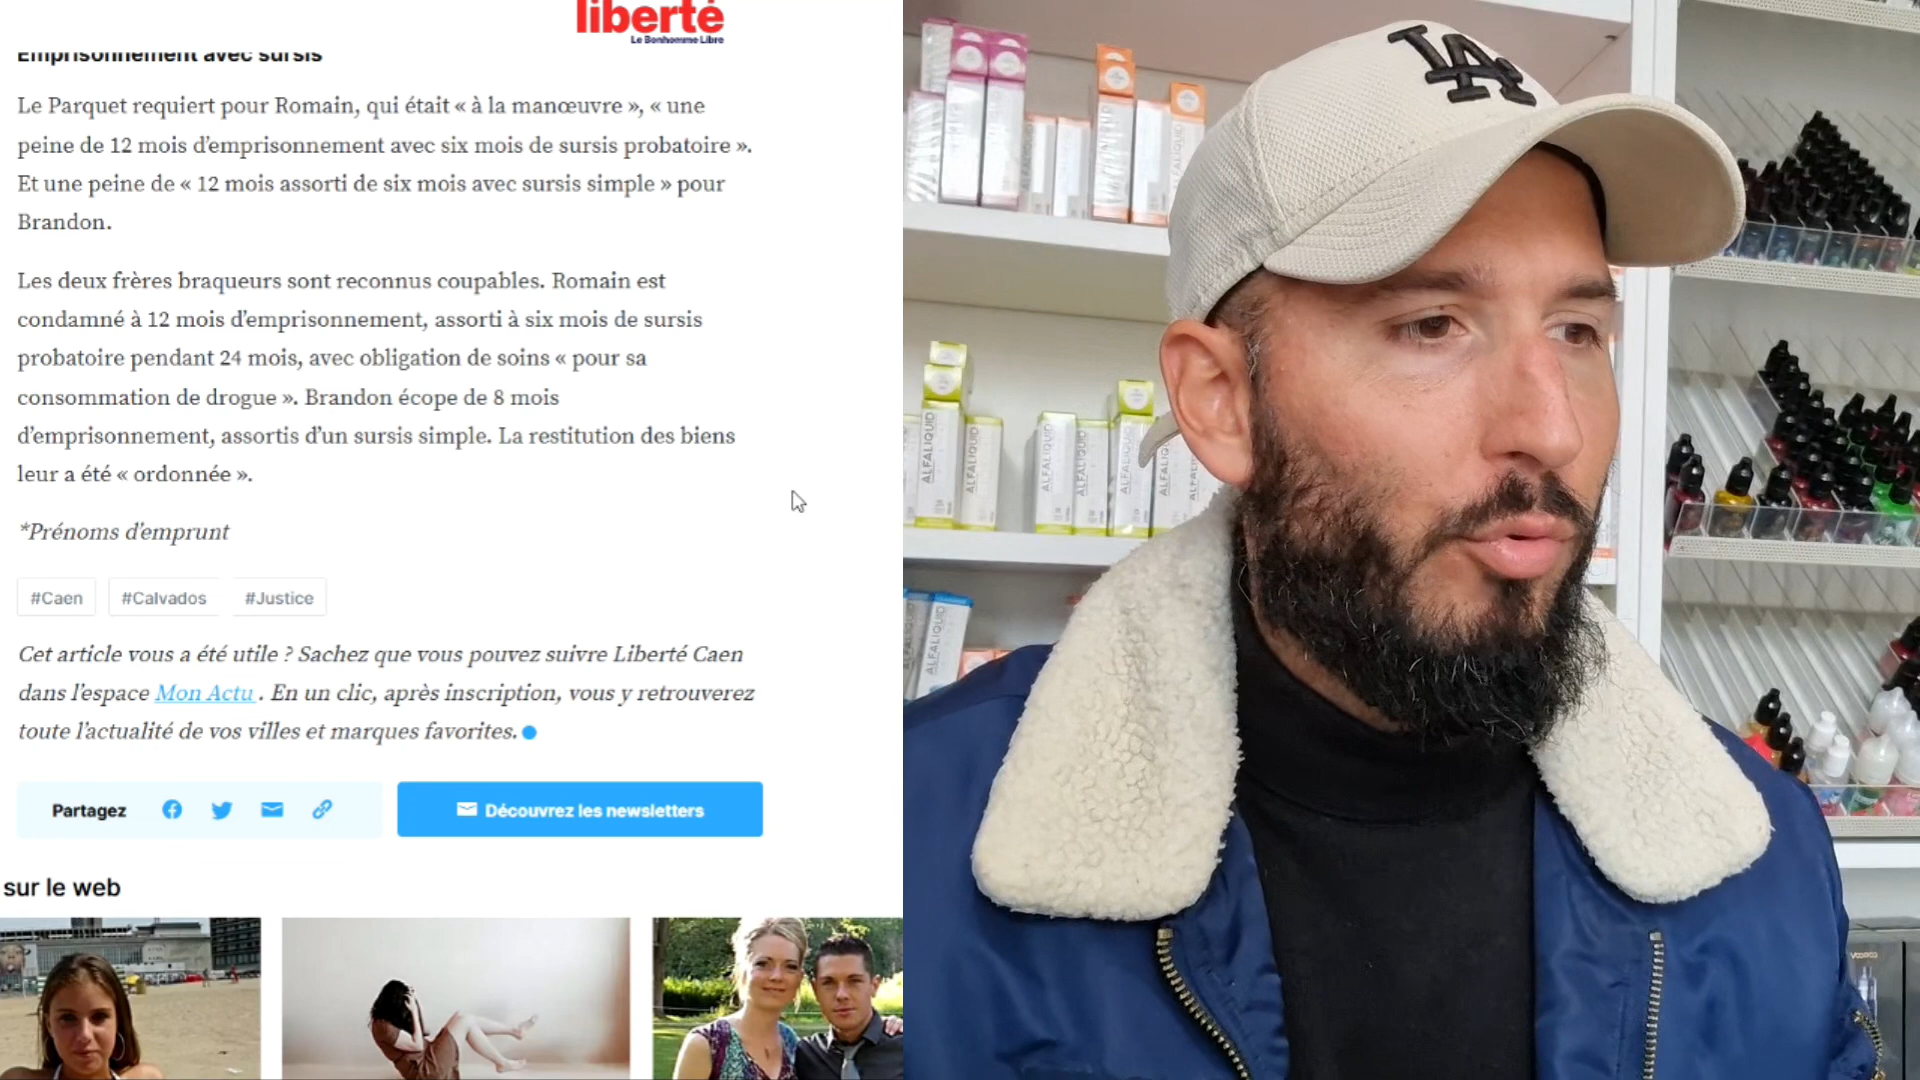 liberté
Le Bonhomme Libre
Emprisonnement avec sursis
Le Parquet requiert pour Romain, qui était « à la manœuvre », « une
peine de 12 mois d’emprisonnement avec six mois de sursis probatoire ».
Et une peine de « 12 mois assorti de six mois avec sursis simple » pour
Brandon.
Les deux frères braqueurs sont reconnus coupables. Romain est
condamné à 12 mois d’emprisonnement, assorti à six mois de sursis
probatoire pendant 24 mois, avec obligation de soins « pour sa
consommation de drogue ». Brandon écope de 8 mois
d’emprisonnement, assortis d’un sursis simple. La restitution des biens
leur a été « ordonnée ».
*Prénoms d’emprunt
#Caen #Calvados #Justice
Cet article vous a été utile ? Sachez que vous pouvez suivre Liberté Caen
dans l’espace Mon Actu . En un clic, après inscription, vous y retrouverez
toute l’actualité de vos villes et marques favorites.
Partagez
Découvrez les newsletters
sur le web
LA
ALFALIQUID
ALFALIQUID
ALFALIQUID
ALFALIQUID
ALFALIQUID
ALFALIQUID
ALFALIQUID